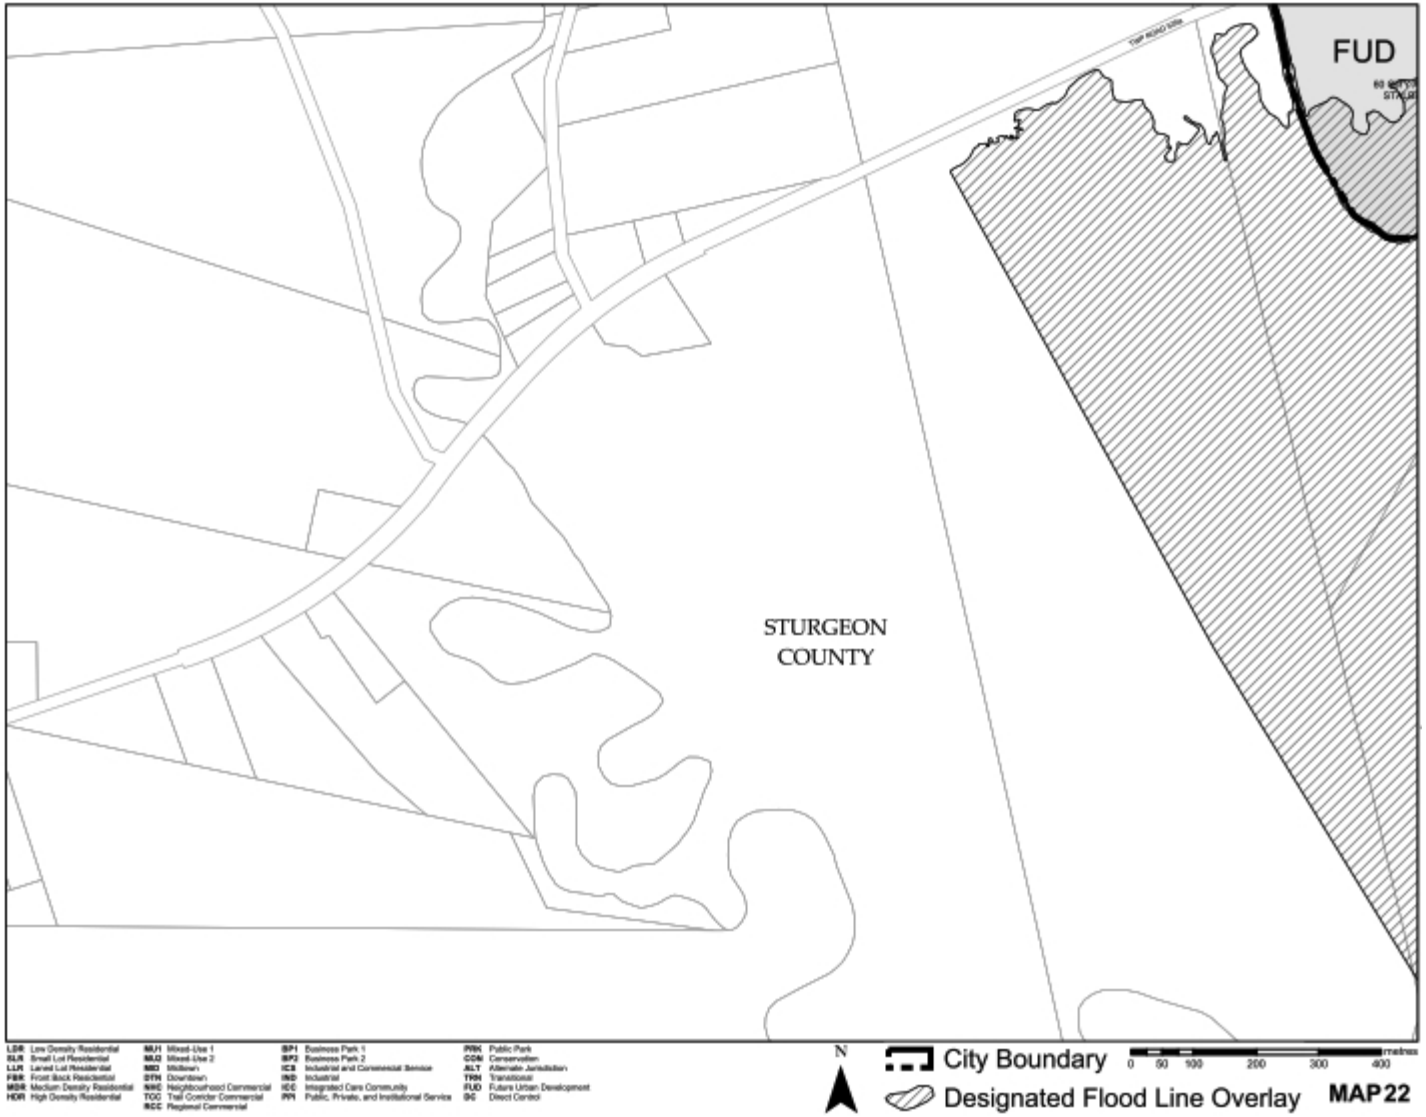 FUD
STURGEON
COUNTY
LDR Low Density Residential
SLR Small Lot Residential
LLR Laned Lot Residential
FBR Front Back Residential
MDR Medium Density Residential
HDR High Density Residential
MU1 Mixed-Use 1
MU2 Mixed-Use 2
MID Midtown
DTN Downtown
NHC Neighbourhood Commercial
TCC Trail Corridor Commercial
RCC Regional Commercial
BP1 Business Park 1
BP2 Business Park 2
ICS Industrial and Commercial Service
IND Industrial
ICC Integrated Care Community
PPI Public, Private, and Institutional Service
PRK Public Park
CON Conservation
ALT Alternate Jurisdiction
TRN Transitional
FUD Future Urban Development
DC Direct Control
N
City Boundary
Designated Flood Line Overlay
metres
0 50 100 200 300 400
MAP 22